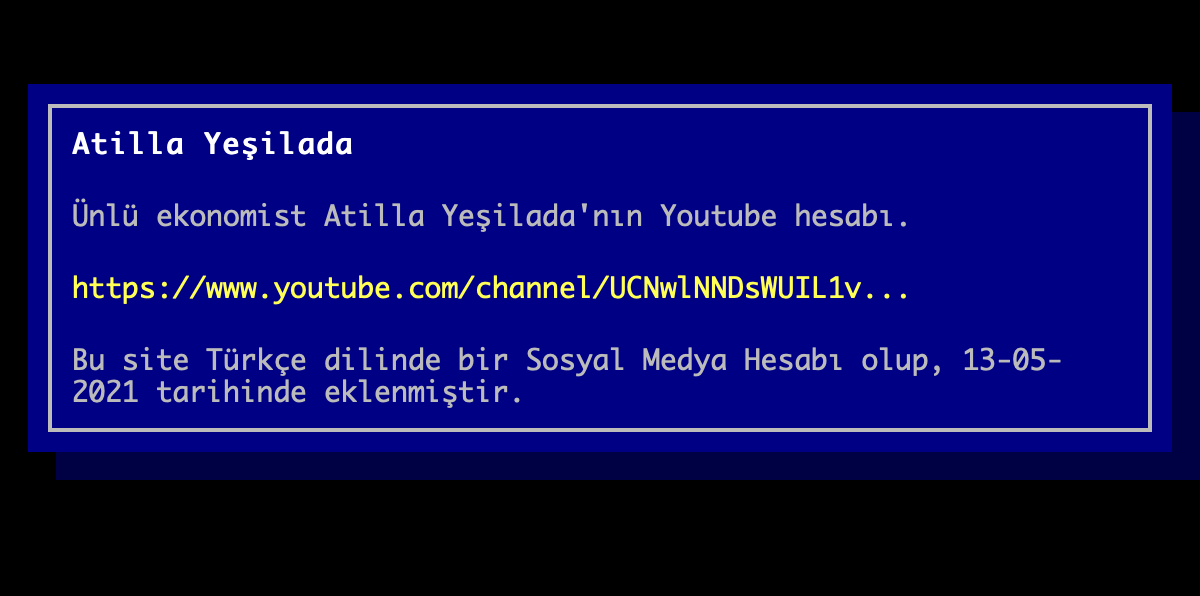 Atilla Yeşilada
Ünlü ekonomist Atilla Yeşilada'nın Youtube hesabı.
https://www.youtube.com/channel/UCNwlNNDsWUIL1v...
Bu site Türkçe dilinde bir Sosyal Medya Hesabı olup, 13-05-
2021 tarihinde eklenmiştir.